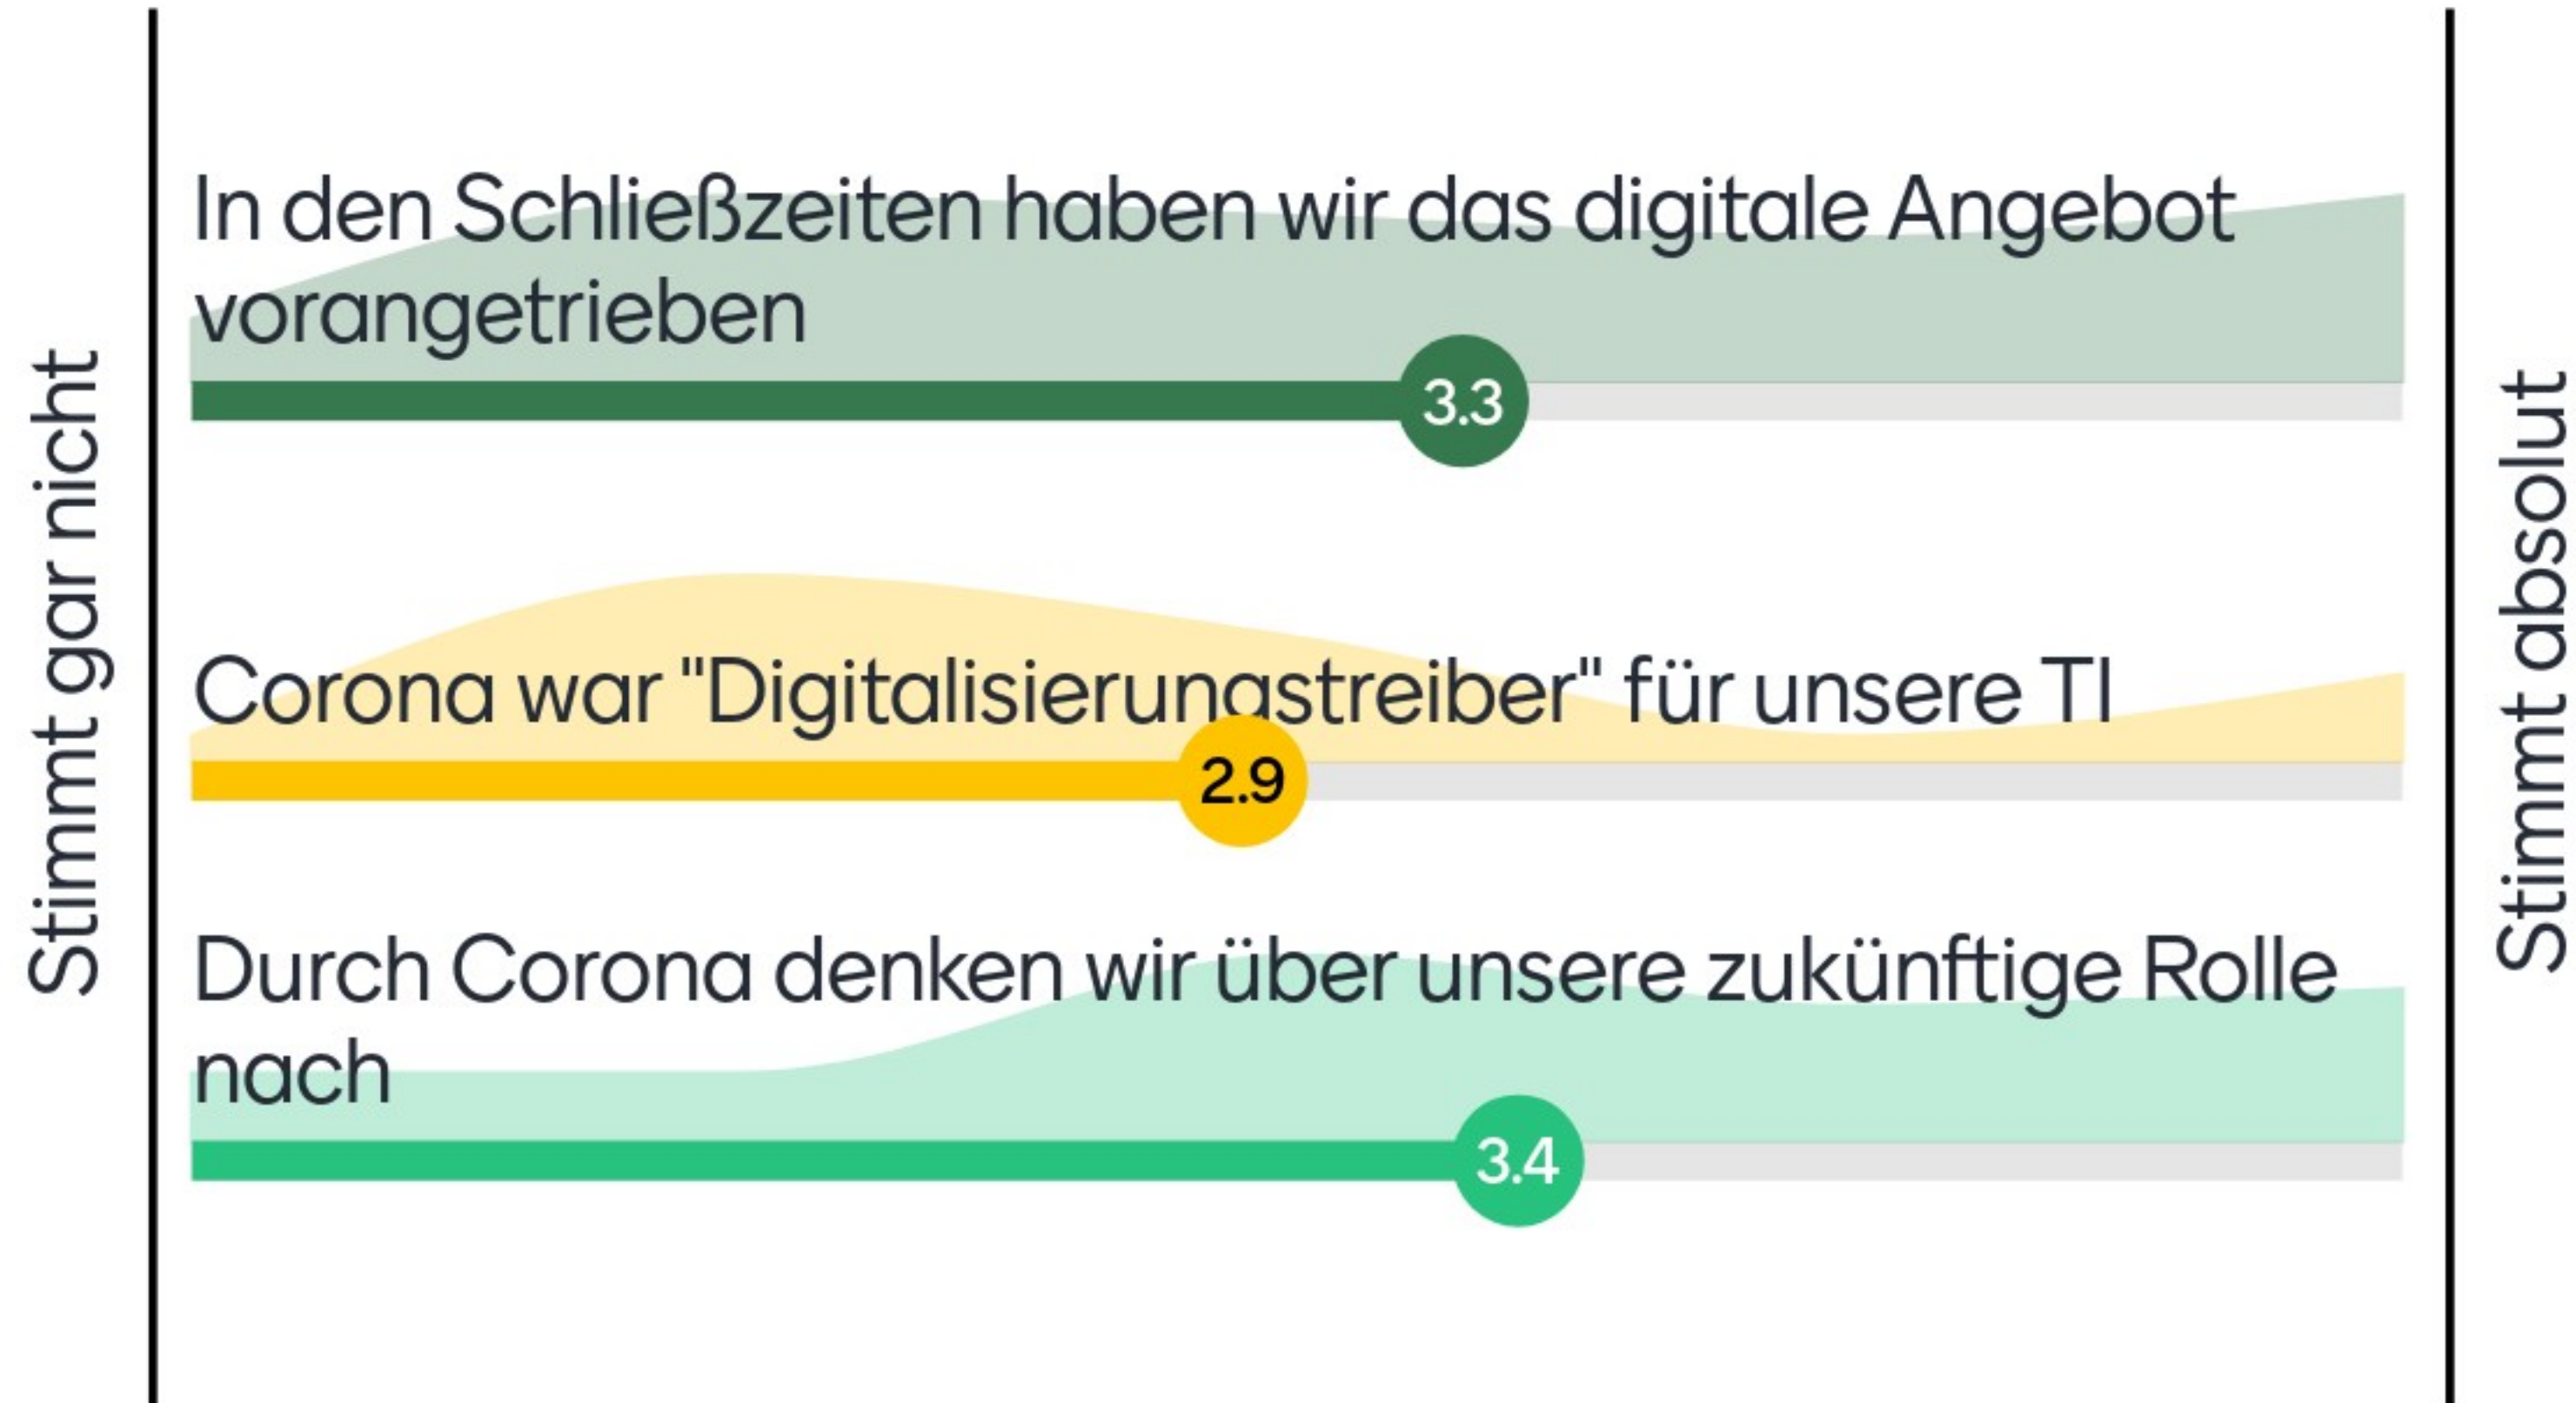 Stimmt gar nicht
In den Schließzeiten haben wir das digitale Angebot
vorangetrieben
3.3
Corona war "Digitalisierungstreiber" für unsere TI
2.9
Durch Corona denken wir über unsere zukünftige Rolle
nach
3.4
Stimmt absolut